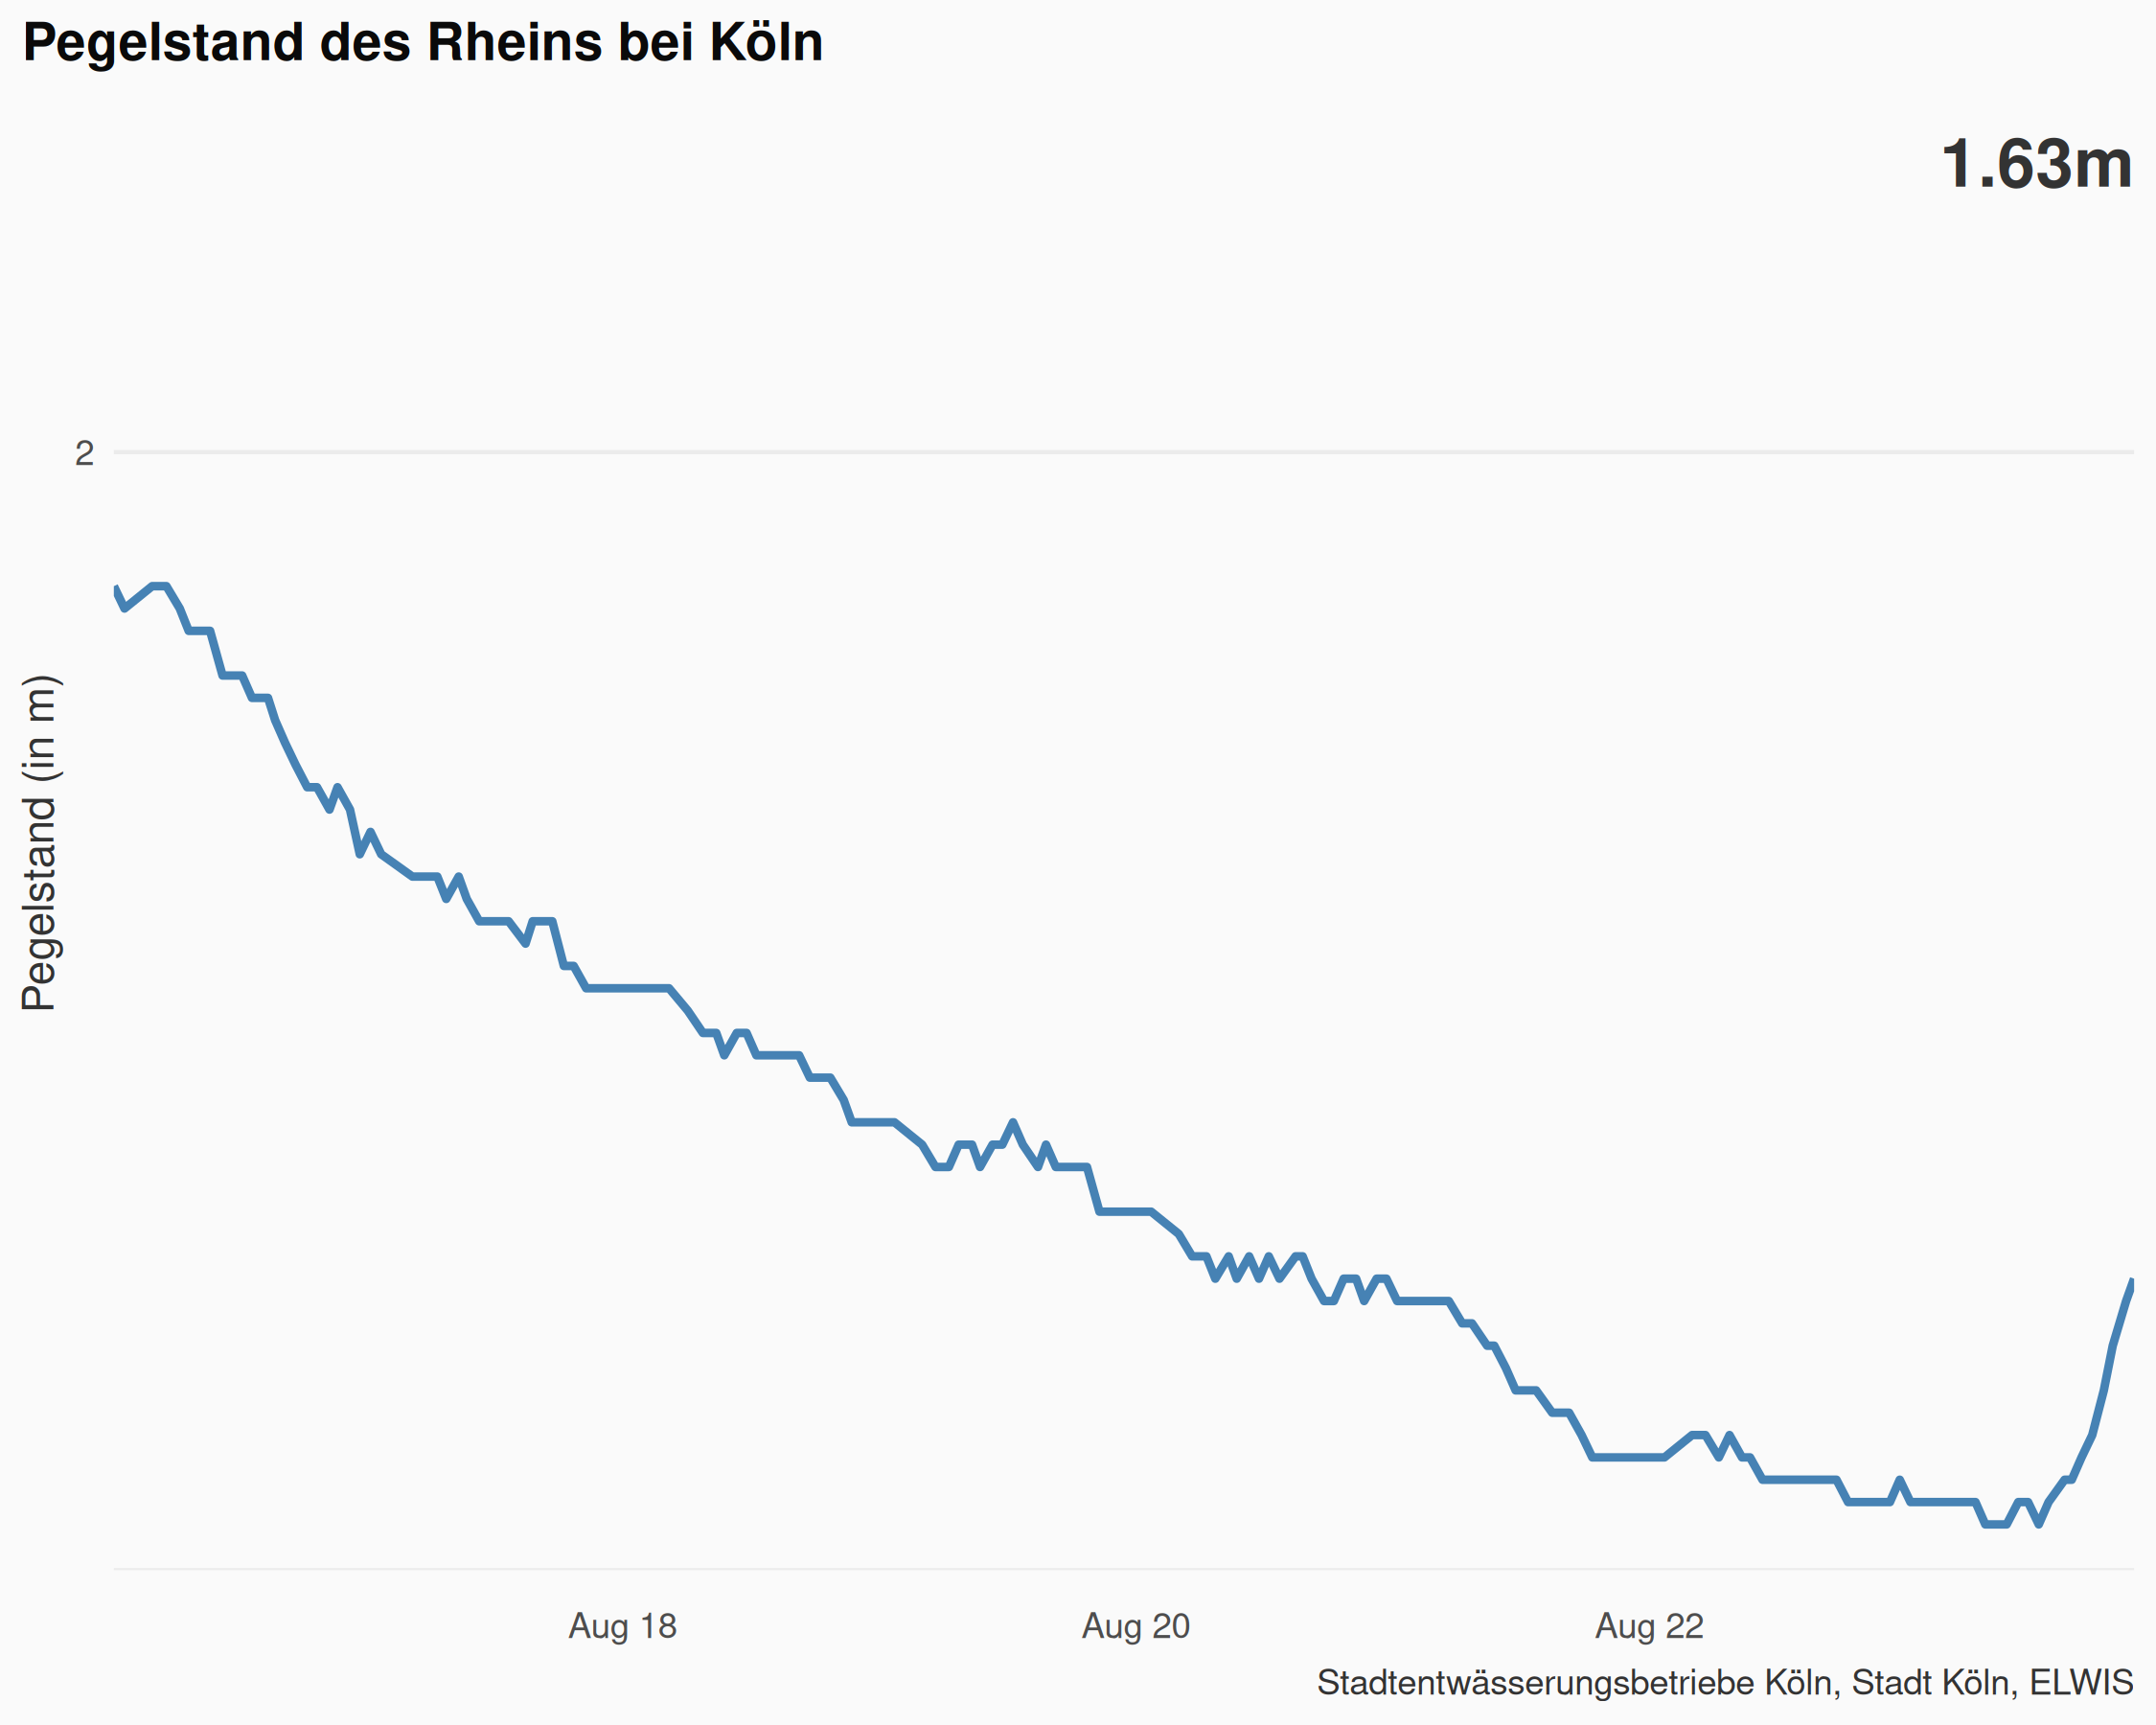 Pegelstand des Rheins bei Köln
1.63m
2
Pegelstand (in m)
Aug 18
Aug 20
Aug 22
Stadtentwässerungsbetriebe Köln, Stadt Köln, ELWIS